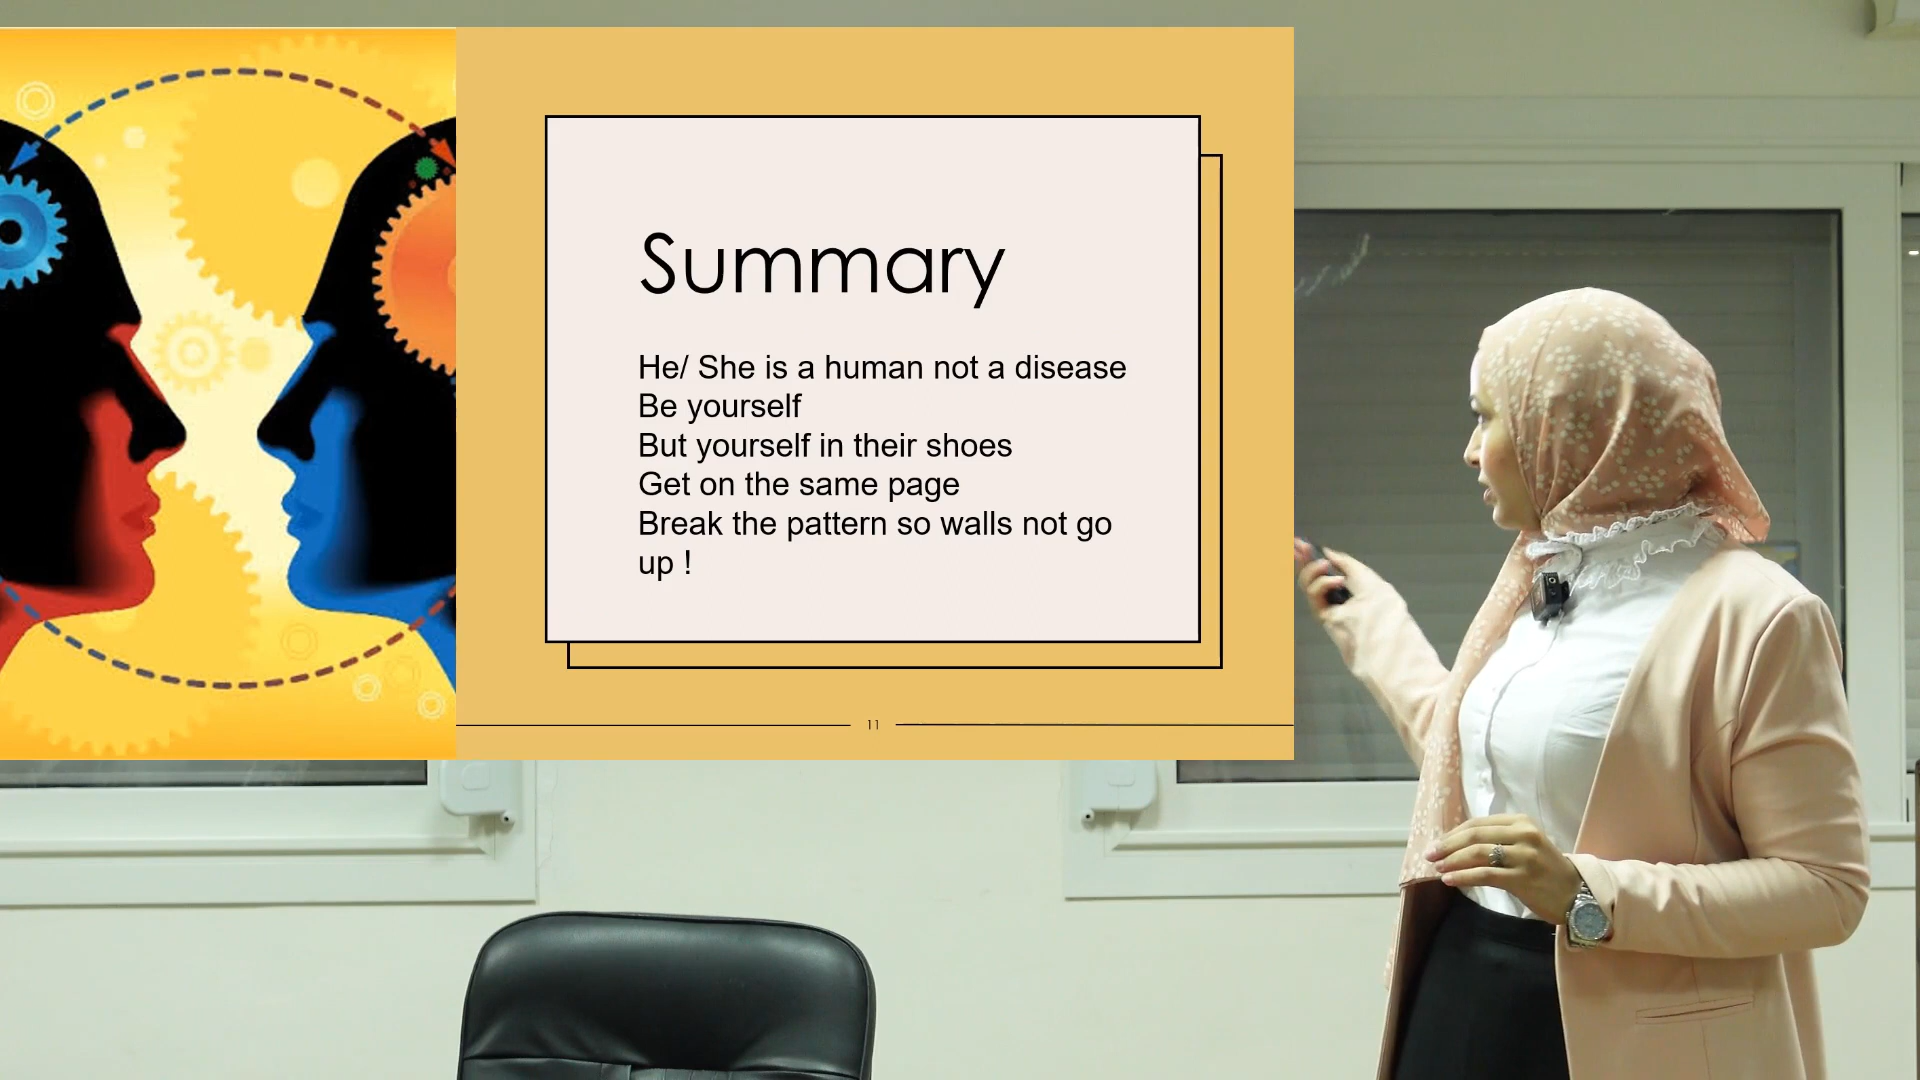 Summary
He/ She is a human not a disease
Be yourself
But yourself in their shoes
Get on the same page
Break the pattern so walls not go
up !
11